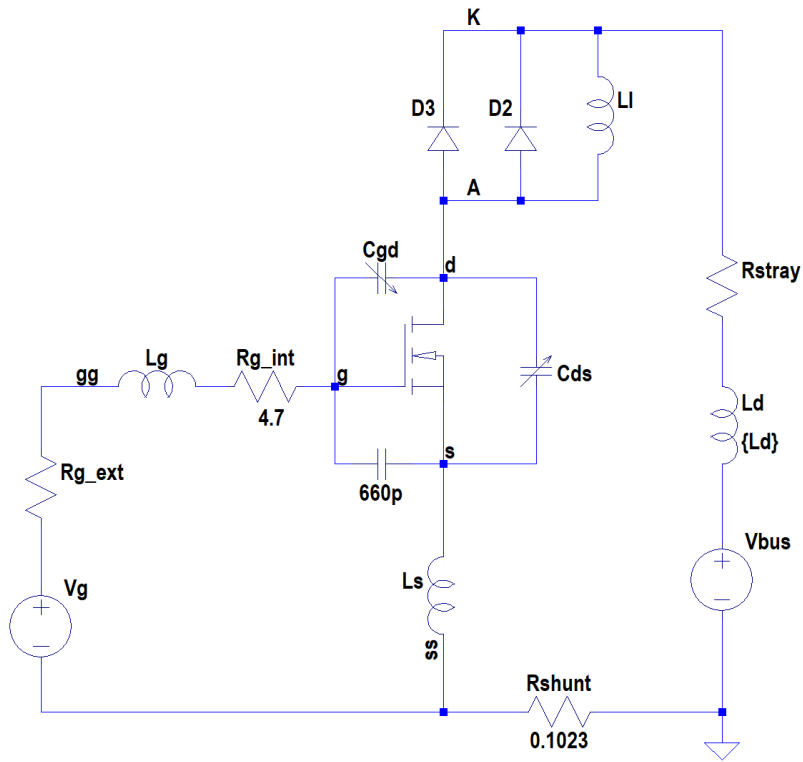 K
D3
D2
Ll
A
Cgd
d
Rstray
gg
Lg
Rg_int
g
Cds
4.7
Ld
{Ld}
Rg_ext
s
660p
Vbus
Vg
Ls
ss
Rshunt
0.1023